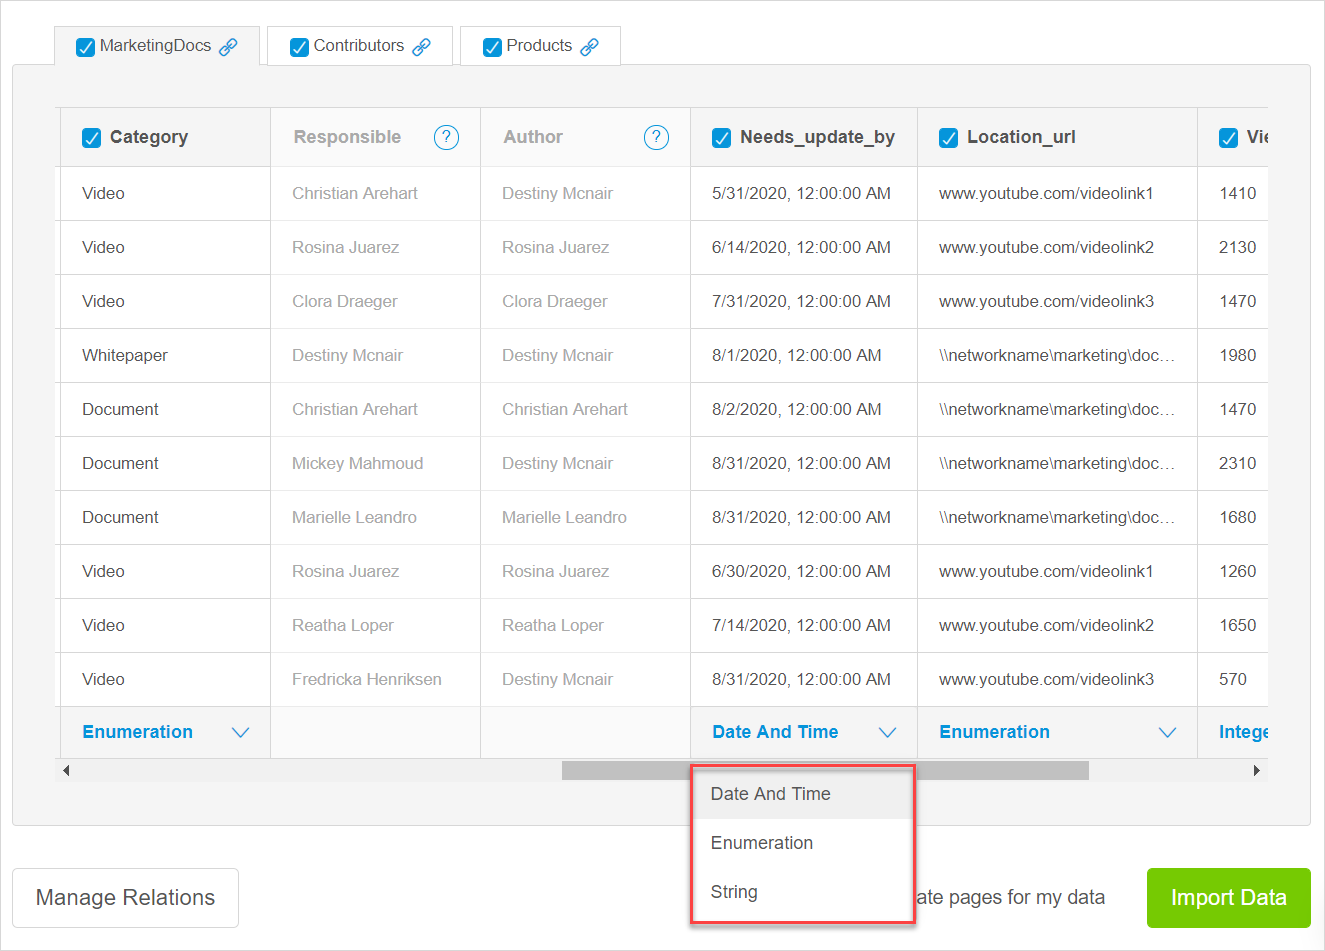 MarketingDocs Contributors Products
Category Responsible ? Author ? Needs_update_by Location_url Vie
Video Christian Arehart Destiny Mcnair 5/31/2020, 12:00:00 AM www.youtube.com/videolink1 1410
Video Rosina Juarez Rosina Juarez 6/14/2020, 12:00:00 AM www.youtube.com/videolink2 2130
Video Clora Draeger Clora Draeger 7/31/2020, 12:00:00 AM www.youtube.com/videolink3 1470
Whitepaper Destiny Mcnair Destiny Mcnair 8/1/2020, 12:00:00 AM \\networkname\marketing\doc... 1980
Document Christian Arehart Christian Arehart 8/2/2020, 12:00:00 AM \\networkname\marketing\doc... 1470
Document Mickey Mahmoud Destiny Mcnair 8/31/2020, 12:00:00 AM \\networkname\marketing\doc... 2310
Document Marielle Leandro Marielle Leandro 8/31/2020, 12:00:00 AM \\networkname\marketing\doc... 1680
Video Rosina Juarez Rosina Juarez 6/30/2020, 12:00:00 AM www.youtube.com/videolink1 1260
Video Reatha Loper Reatha Loper 7/14/2020, 12:00:00 AM www.youtube.com/videolink2 1650
Video Fredricka Henriksen Destiny Mcnair 8/31/2020, 12:00:00 AM www.youtube.com/videolink3 570
Enumeration Date And Time Enumeration Intege
Date And Time
Enumeration
String
Manage Relations ate pages for my data Import Data